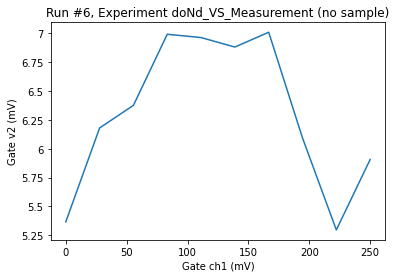 Run #6, Experiment doNd_VS_Measurement (no sample)
7
6.75
6.5
6.25
6
5.75
5.5
5.25
Gate v2 (mV)
0 50 100 150 200 250
Gate ch1 (mV)